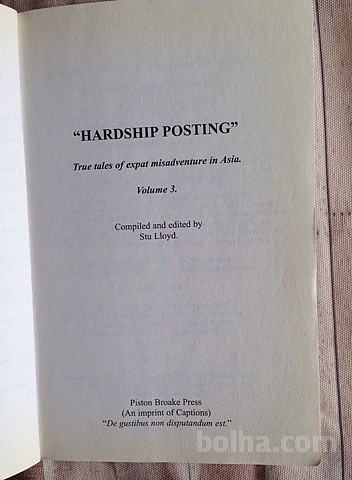 “HARDSHIP POSTING”
True tales of expat misadventure in Asia.
Volume 3.
Compiled and edited by
Stu Lloyd.
Piston Broake Press
(An imprint of Captions)
“De gustibus non disputandum est.”
bolha.com